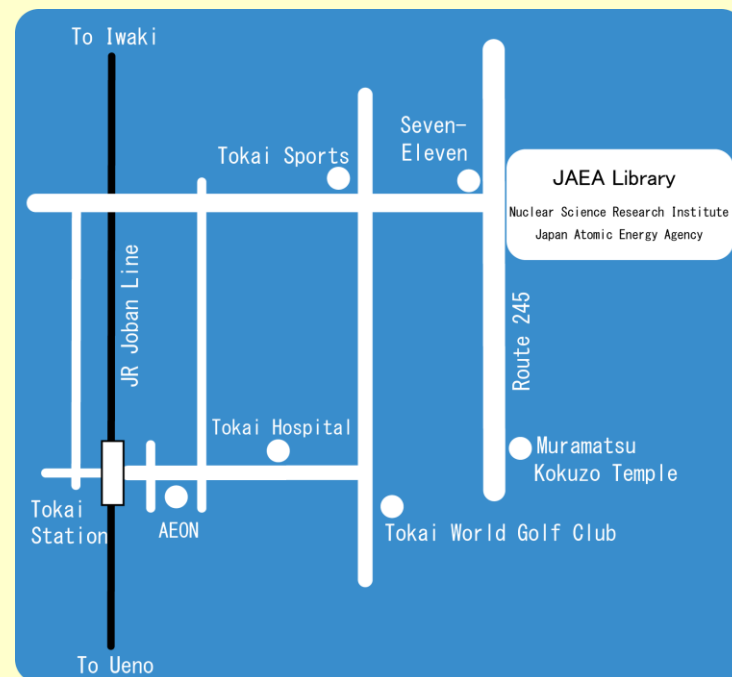 To Iwaki
Seven-
Eleven
Tokai Sports
JAEA Library
Nuclear Science Research Institute
Japan Atomic Energy Agency
JR Joban Line
Route 245
Tokai Hospital
Muramatsu
Kokuzo Temple
Tokai
Station
AEON
Tokai World Golf Club
To Ueno